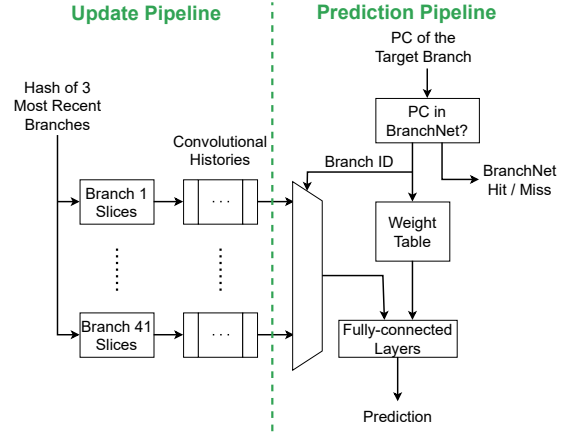 Update Pipeline
Prediction Pipeline
Hash of 3
Most Recent
Branches
Convolutional
Histories
Branch 1
Slices
...
Branch 41
Slices
...
PC of the
Target Branch
PC in
BranchNet?
Branch ID
BranchNet
Hit / Miss
Weight
Table
Fully-connected
Layers
Prediction